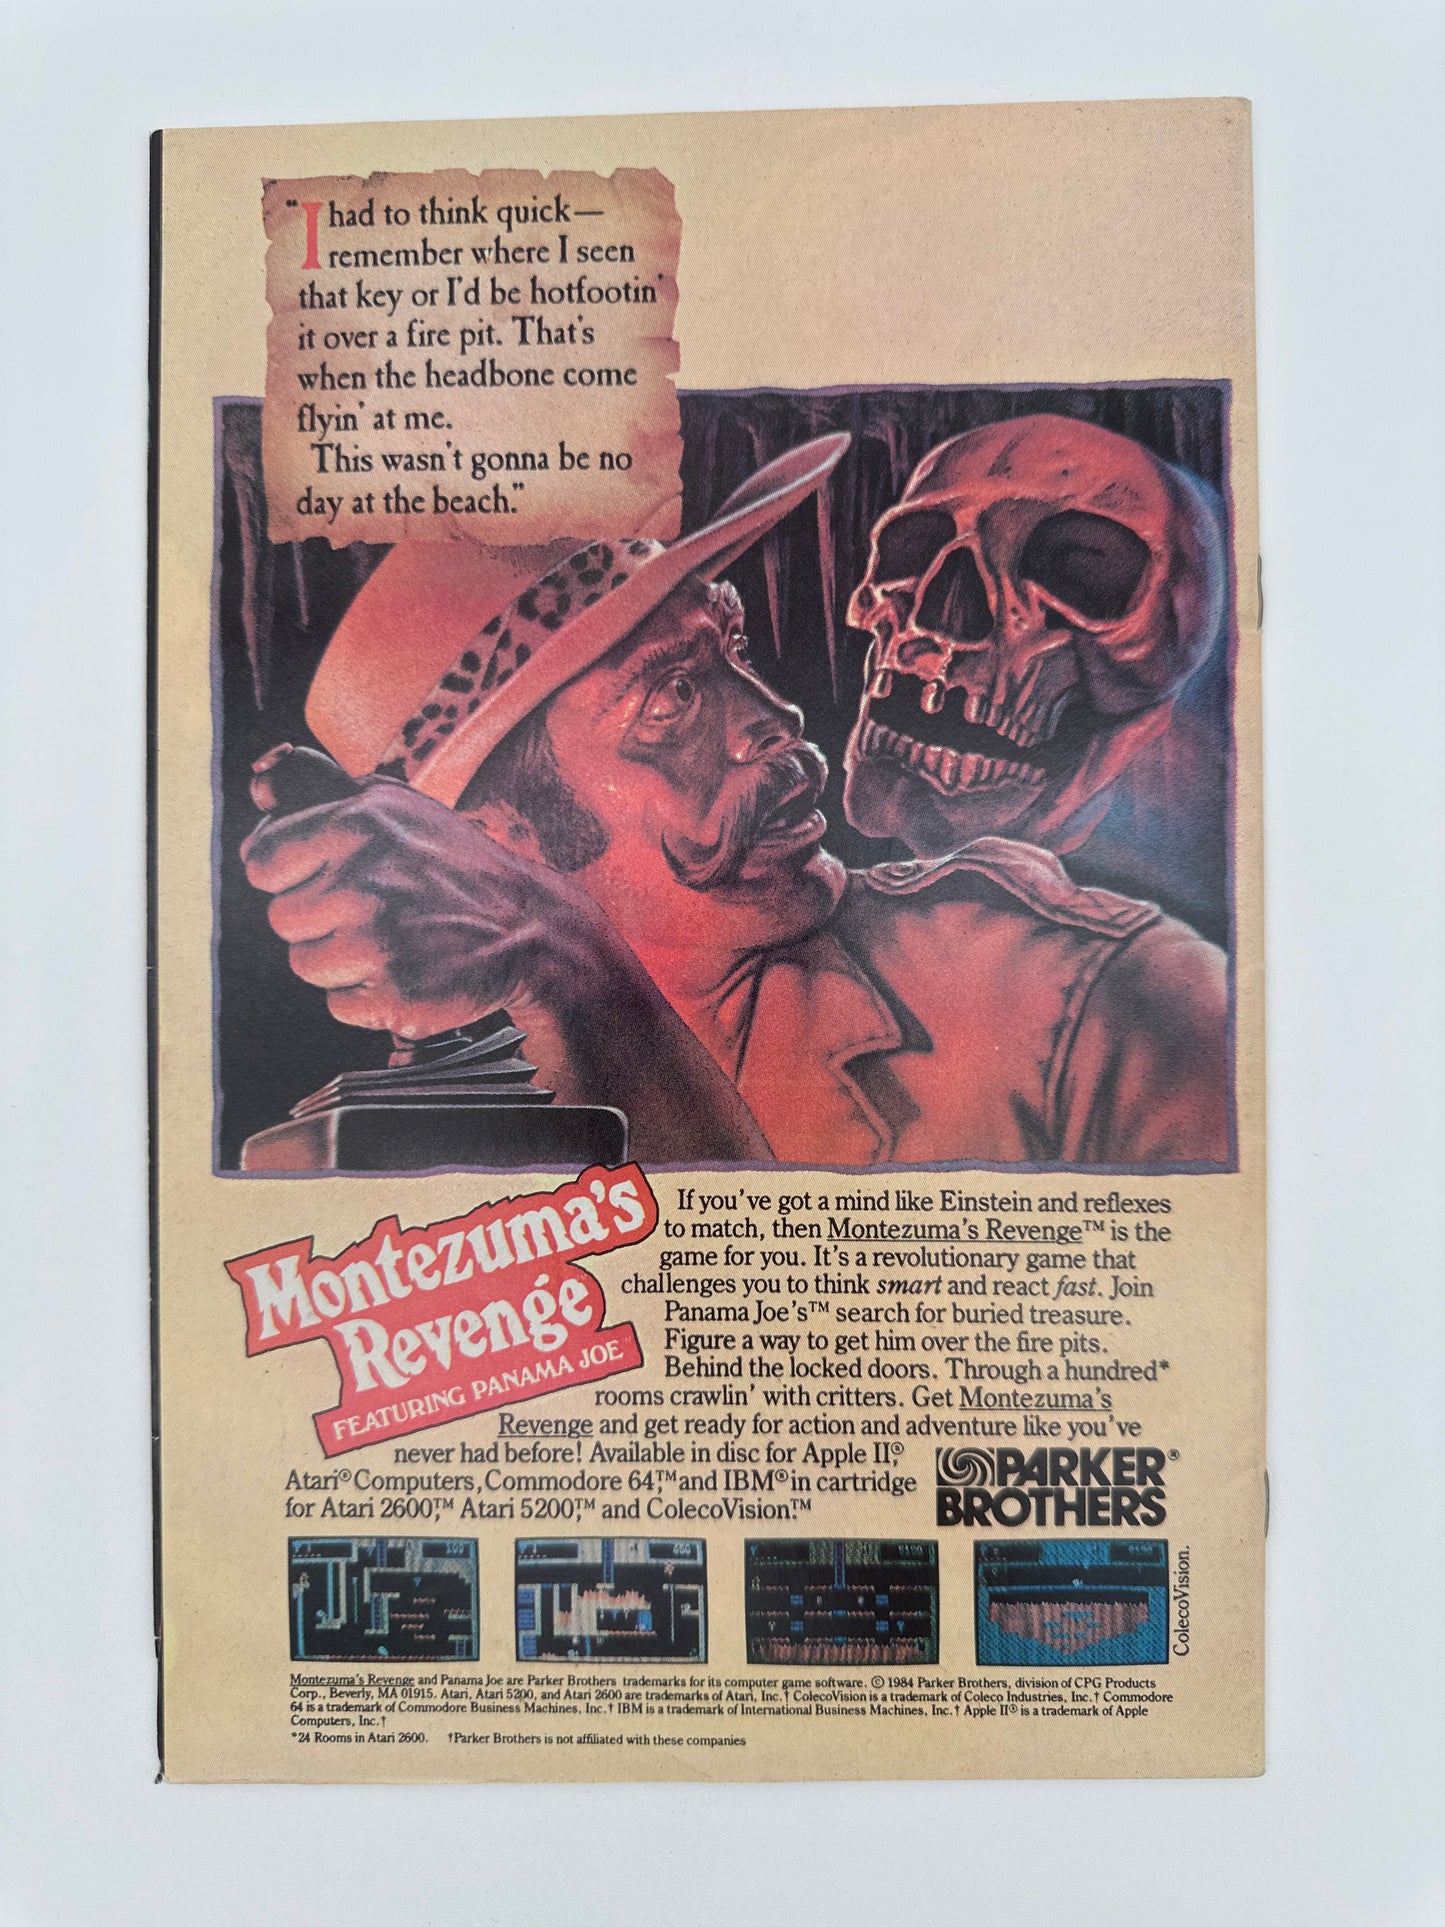 “I had to think quick—
remember where I seen
that key or I'd be hotfootin'
it over a fire pit. That's
when the headbone come
flyin' at me.
This wasn't gonna be no
day at the beach.”
Montezuma's
Revenge™
FEATURING PANAMA JOE™
If you've got a mind like Einstein and reflexes
to match, then Montezuma's Revenge™ is the
game for you. It's a revolutionary game that
challenges you to think smart and react fast. Join
Panama Joe's™ search for buried treasure.
Figure a way to get him over the fire pits.
Behind the locked doors. Through a hundred*
rooms crawlin' with critters. Get Montezuma's
Revenge and get ready for action and adventure like you've
never had before! Available in disc for Apple II,®
Atari® Computers, Commodore 64,™ and IBM® in cartridge
for Atari 2600,™ Atari 5200,™ and ColecoVision.™
PARKER®
BROTHERS
ColecoVision.
Montezuma's Revenge and Panama Joe are Parker Brothers trademarks for its computer game software. © 1984 Parker Brothers, division of CPG Products
Corp., Beverly, MA 01915. Atari, Atari 5200, and Atari 2600 are trademarks of Atari, Inc.† ColecoVision is a trademark of Coleco Industries, Inc.† Commodore
64 is a trademark of Commodore Business Machines, Inc.† IBM is a trademark of International Business Machines, Inc.† Apple II® is a trademark of Apple
Computers, Inc.†
*24 Rooms in Atari 2600. †Parker Brothers is not affiliated with these companies